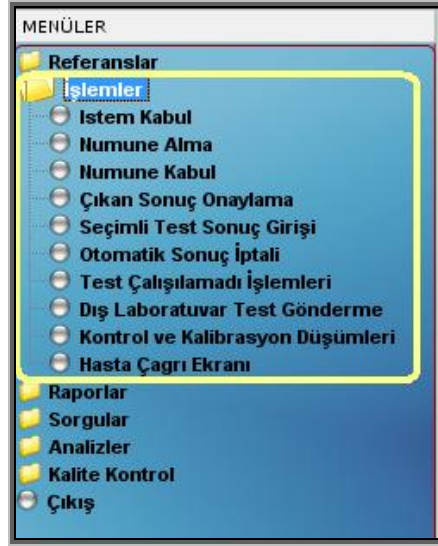 MENÜLER
Referanslar
İşlemler
Istem Kabul
Numune Alma
Numune Kabul
Çıkan Sonuç Onaylama
Seçimli Test Sonuç Girişi
Otomatik Sonuç İptali
Test Çalışılamadı İşlemleri
Dış Laboratuvar Test Gönderme
Kontrol ve Kalibrasyon Düşümleri
Hasta Çagrı Ekranı
Raporlar
Sorgular
Analizler
Kalite Kontrol
Çıkış